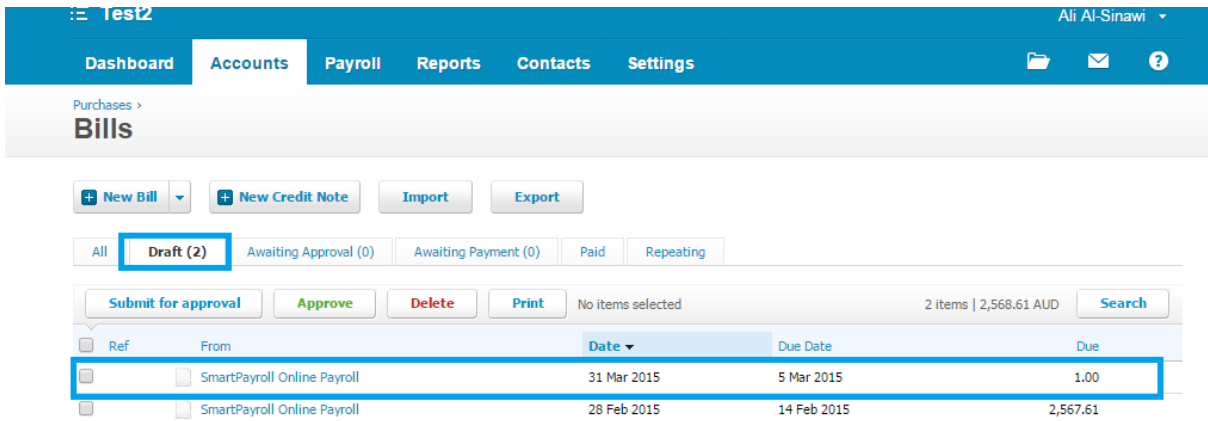 Test2
Ali Al-Sinawi
Dashboard Accounts Payroll Reports Contacts Settings
?
Purchases ›
Bills
+ New Bill + New Credit Note Import Export
All Draft (2) Awaiting Approval (0) Awaiting Payment (0) Paid Repeating
Submit for approval Approve Delete Print No items selected 2 items | 2,568.61 AUD Search
Ref From Date Due Date Due
SmartPayroll Online Payroll 31 Mar 2015 5 Mar 2015 1.00
SmartPayroll Online Payroll 28 Feb 2015 14 Feb 2015 2,567.61